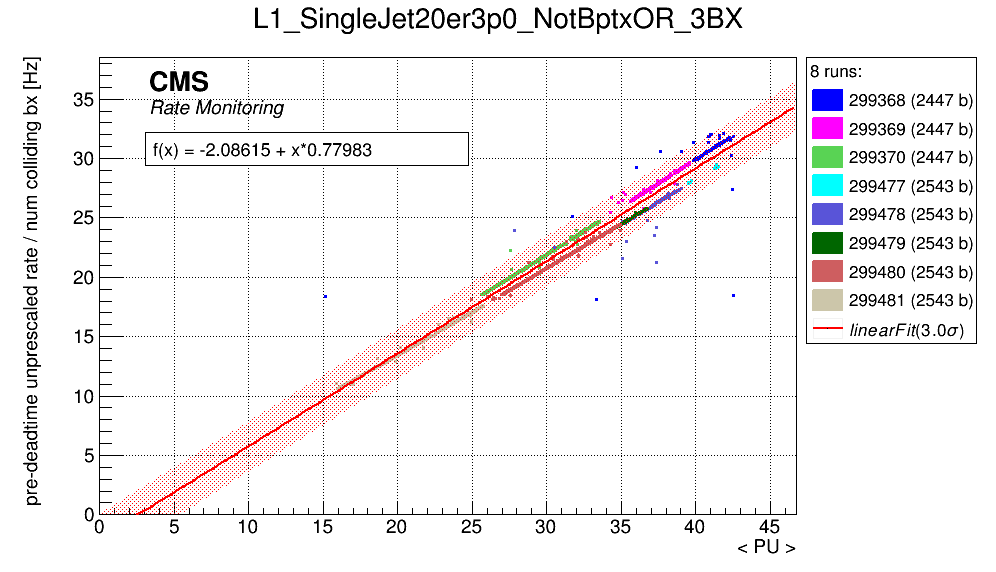 L1_SingleJet20er3p0_NotBptxOR_3BX
pre-deadtime unprescaled rate / num colliding bx [Hz]
CMS
Rate Monitoring
f(x) = -2.08615 + x*0.77983
35
30
25
20
15
10
5
0
0 5 10 15 20 25 30 35 40 45
< PU >
8 runs:
299368 (2447 b)
299369 (2447 b)
299370 (2447 b)
299477 (2543 b)
299478 (2543 b)
299479 (2543 b)
299480 (2543 b)
299481 (2543 b)
linearFit(3.0σ)